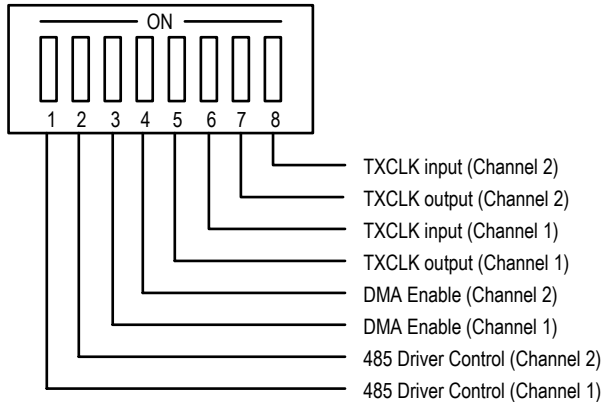 ON
1 2 3 4 5 6 7 8
TXCLK input (Channel 2)
TXCLK output (Channel 2)
TXCLK input (Channel 1)
TXCLK output (Channel 1)
DMA Enable (Channel 2)
DMA Enable (Channel 1)
485 Driver Control (Channel 2)
485 Driver Control (Channel 1)